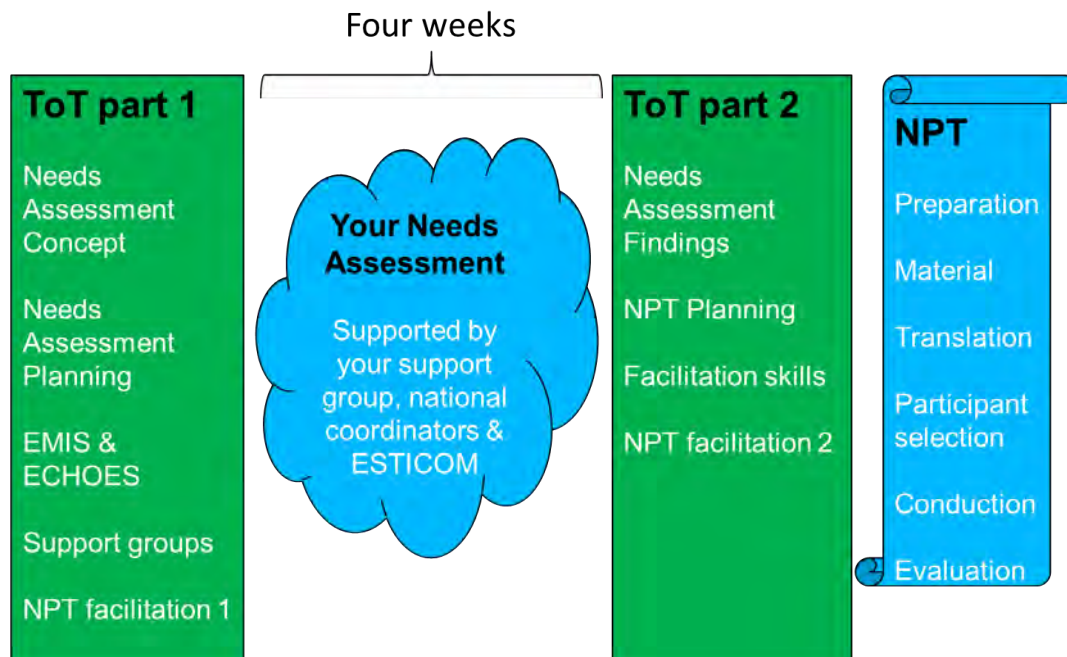 Four weeks
ToT part 1
Needs
Assessment
Concept
Needs
Assessment
Planning
EMIS &
ECHOES
Support groups
NPT facilitation 1
Your Needs
Assessment
Supported by
your support
group, national
coordinators &
ESTICOM
ToT part 2
Needs
Assessment
Findings
NPT Planning
Facilitation skills
NPT facilitation 2
NPT
Preparation
Material
Translation
Participant
selection
Conduction
Evaluation